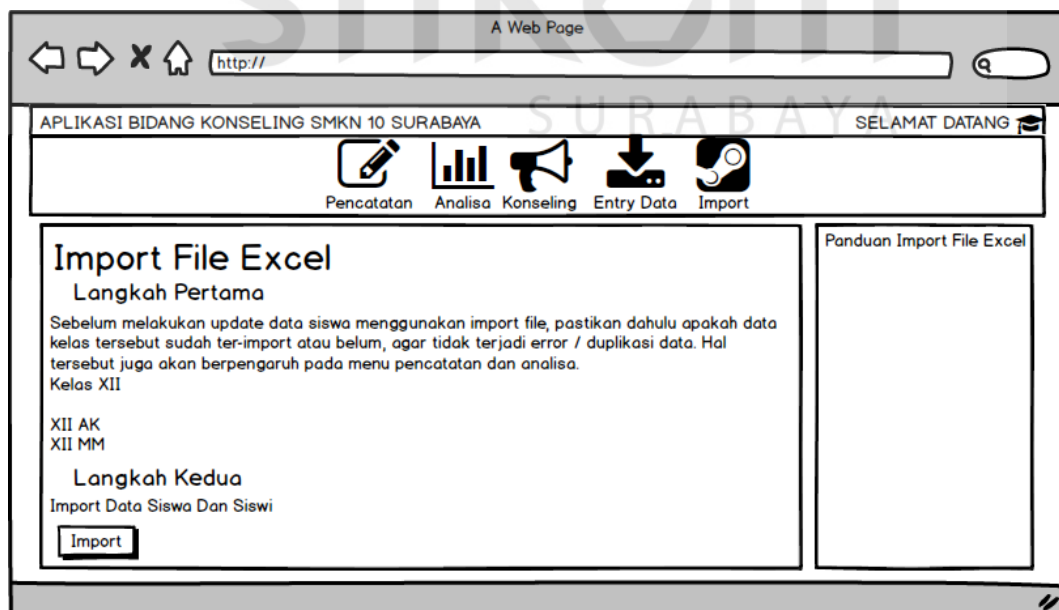 A Web Page
http://
SURABAYA
APLIKASI BIDANG KONSELING SMKN 10 SURABAYA
SELAMAT DATANG
Pencatatan Analisa Konseling Entry Data Import
Import File Excel
Langkah Pertama
Sebelum melakukan update data siswa menggunakan import file, pastikan dahulu apakah data
kelas tersebut sudah ter-import atau belum, agar tidak terjadi error / duplikasi data. Hal
tersebut juga akan berpengaruh pada menu pencatatan dan analisa.
Kelas XII
XII AK
XII MM
Langkah Kedua
Import Data Siswa Dan Siswi
Import
Panduan Import File Excel